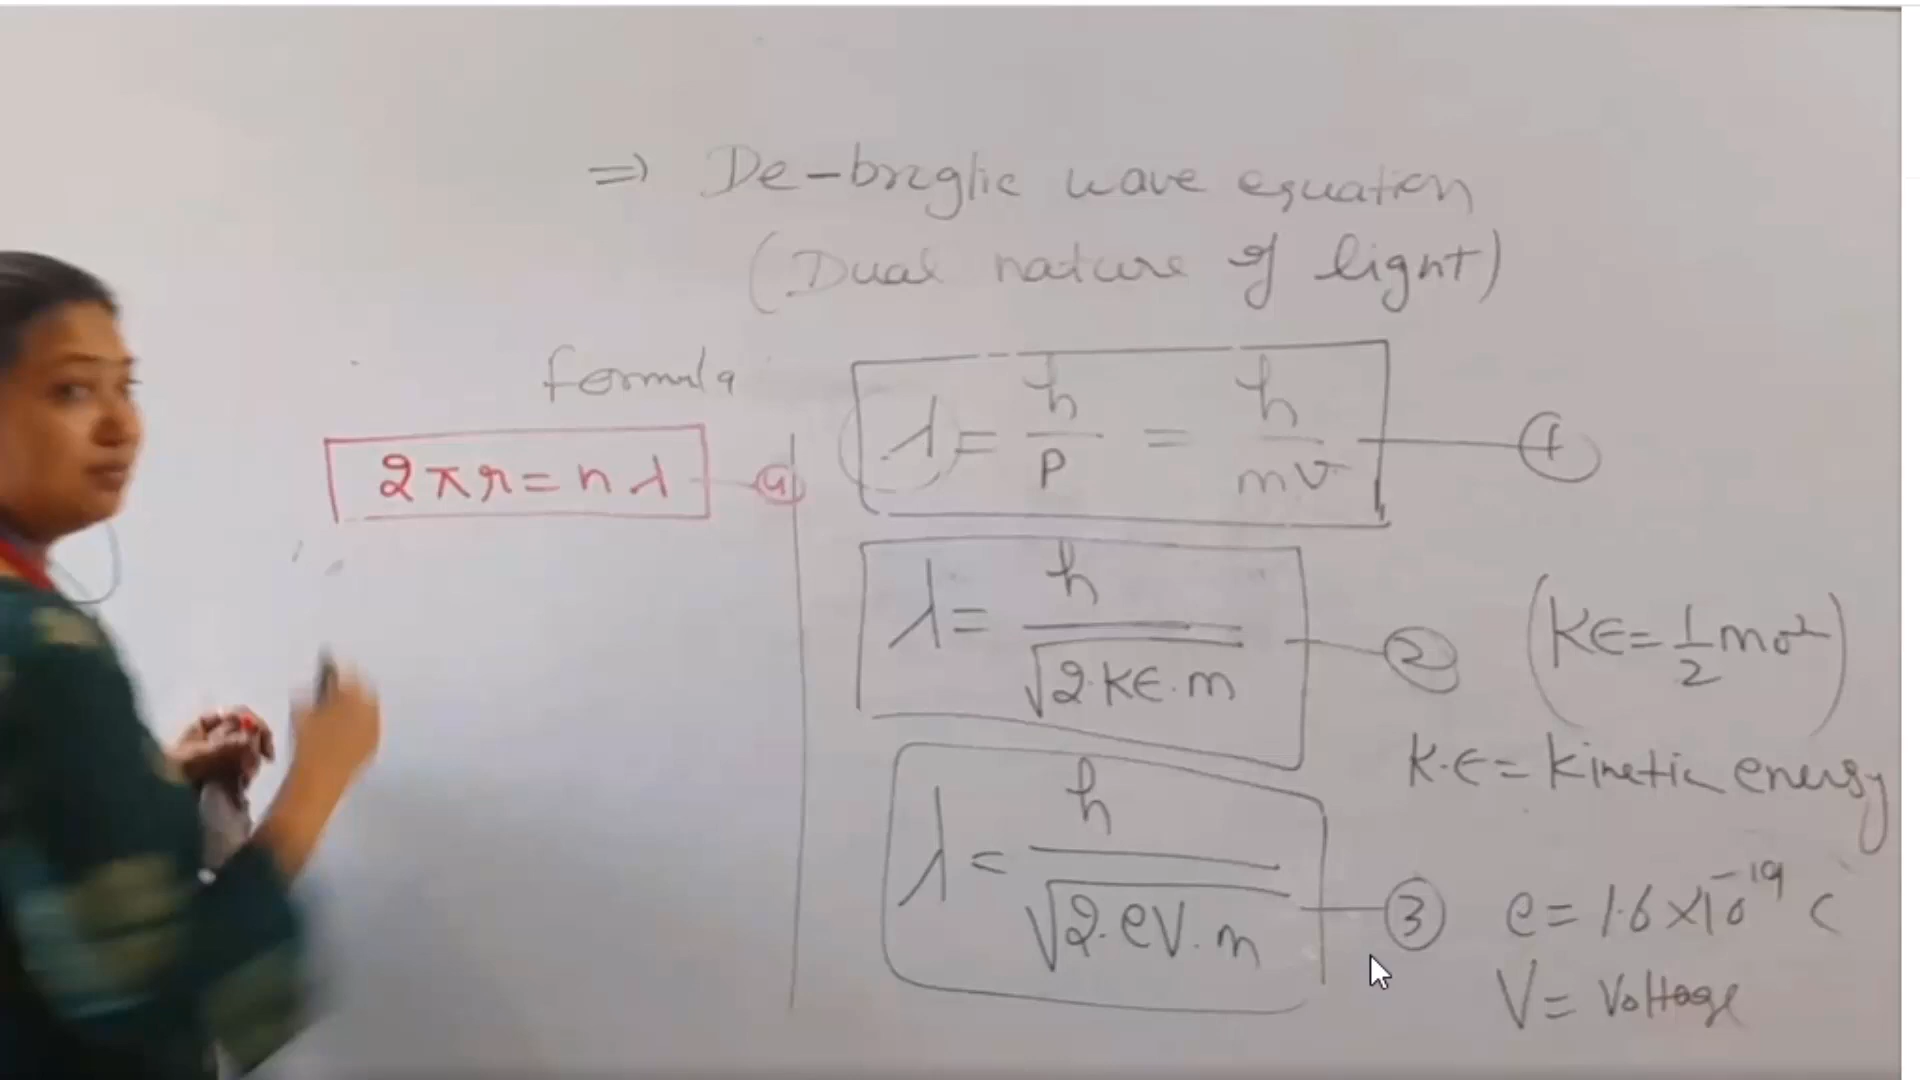 ⇒ De-broglie wave equation
(Dual nature of light)
formula
λ = h/p = h/mv — ①
2πr = nλ — ④
λ = h/√2·KE·m — ②
(KE = 1/2 mv²)
K.E = Kinetic energy
λ = h/√2·eV·m — ③
e = 1.6 × 10⁻¹⁹ C
V = Voltage